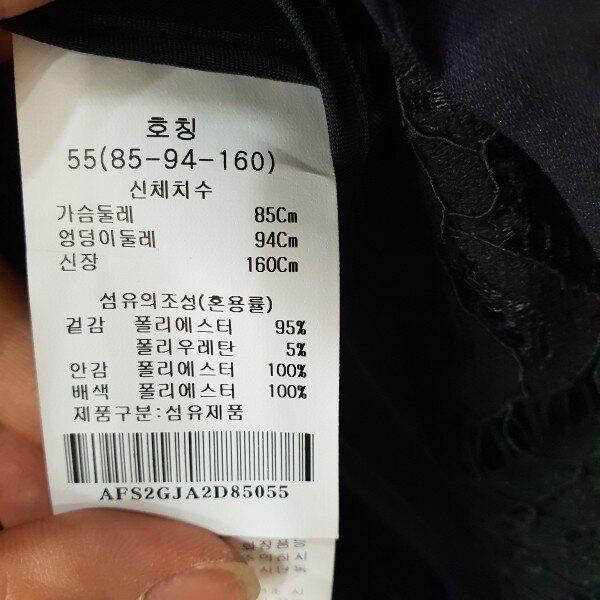 호칭
55(85-94-160)
신체치수
가슴둘레 85Cm
엉덩이둘레 94Cm
신장 160Cm
섬유의조성(혼용률)
겉감 폴리에스터 95%
폴리우레탄 5%
안감 폴리에스터 100%
배색 폴리에스터 100%
제품구분:섬유제품
AFS2GJA2D85055